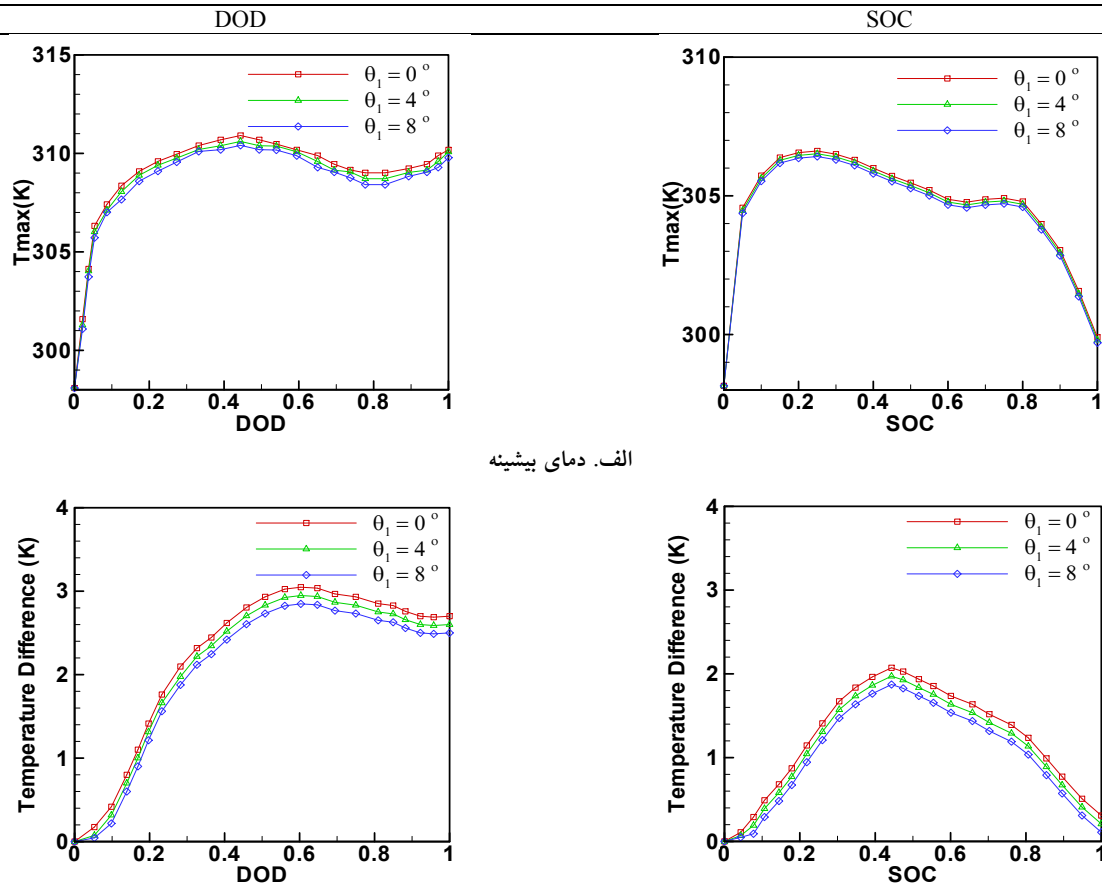 DOD SOC
315
310
305
300
Tmax(K)
θ₁ = 0 °
θ₁ = 4 °
θ₁ = 8 °
0 0.2 0.4 0.6 0.8 1
DOD
310
305
300
Tmax(K)
θ₁ = 0 °
θ₁ = 4 °
θ₁ = 8 °
0 0.2 0.4 0.6 0.8 1
SOC
الف. دمای بیشینه
4
3
2
1
0
Temperature Difference (K)
θ₁ = 0 °
θ₁ = 4 °
θ₁ = 8 °
0 0.2 0.4 0.6 0.8 1
DOD
4
3
2
1
0
Temperature Difference (K)
θ₁ = 0 °
θ₁ = 4 °
θ₁ = 8 °
0 0.2 0.4 0.6 0.8 1
SOC